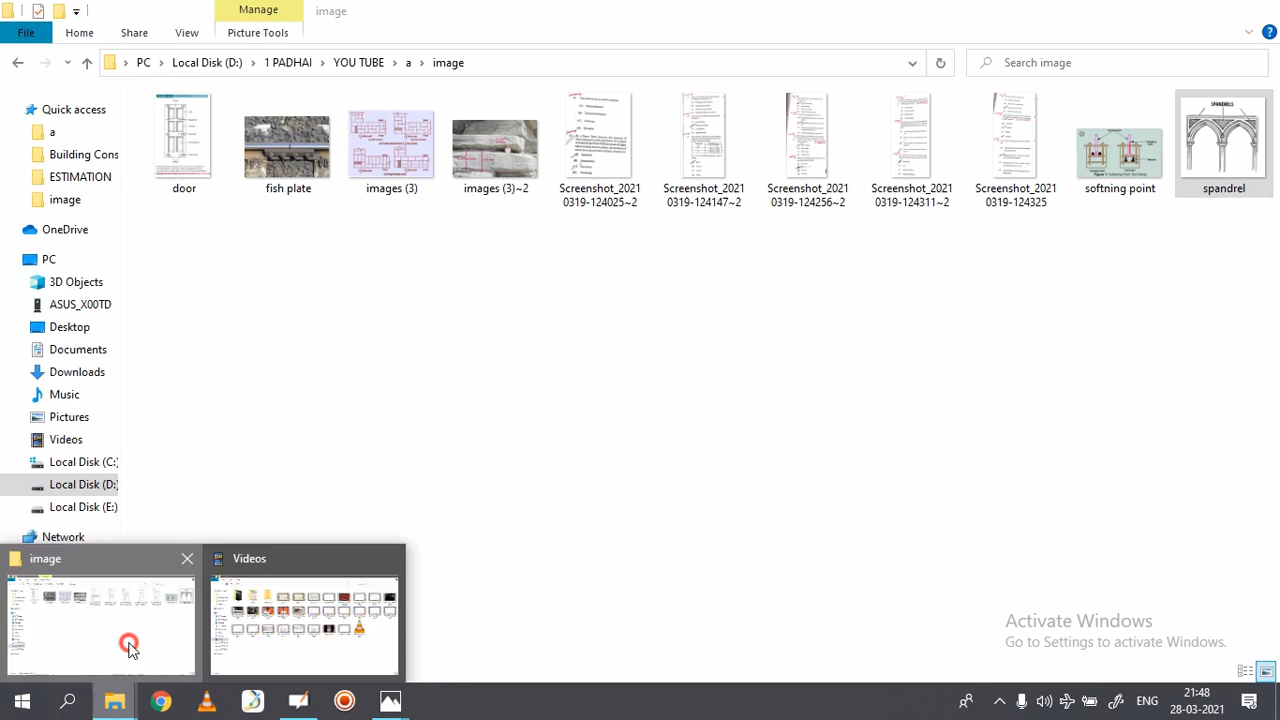 Manage
image
File
Home
Share
View
Picture Tools
PC
Local Disk (D:)
1 PADHAI
YOU TUBE
a
image
Search image
Quick access
a
Building Cons
ESTIMATION
image
OneDrive
PC
3D Objects
ASUS_X00TD
Desktop
Documents
Downloads
Music
Pictures
Videos
Local Disk (C:)
Local Disk (D:)
Local Disk (E:)
Network
SPANDRELS
door
fish plate
images (3)
images (3)~2
Screenshot_2021
0319-124025~2
Screenshot_2021
0319-124147~2
Screenshot_2021
0319-124256~2
Screenshot_2021
0319-124311~2
Screenshot_2021
0319-124325
softning point
spandrel
image
Videos
Activate Windows
Go to Settings to activate Windows.
ENG
21:48
28-03-2021